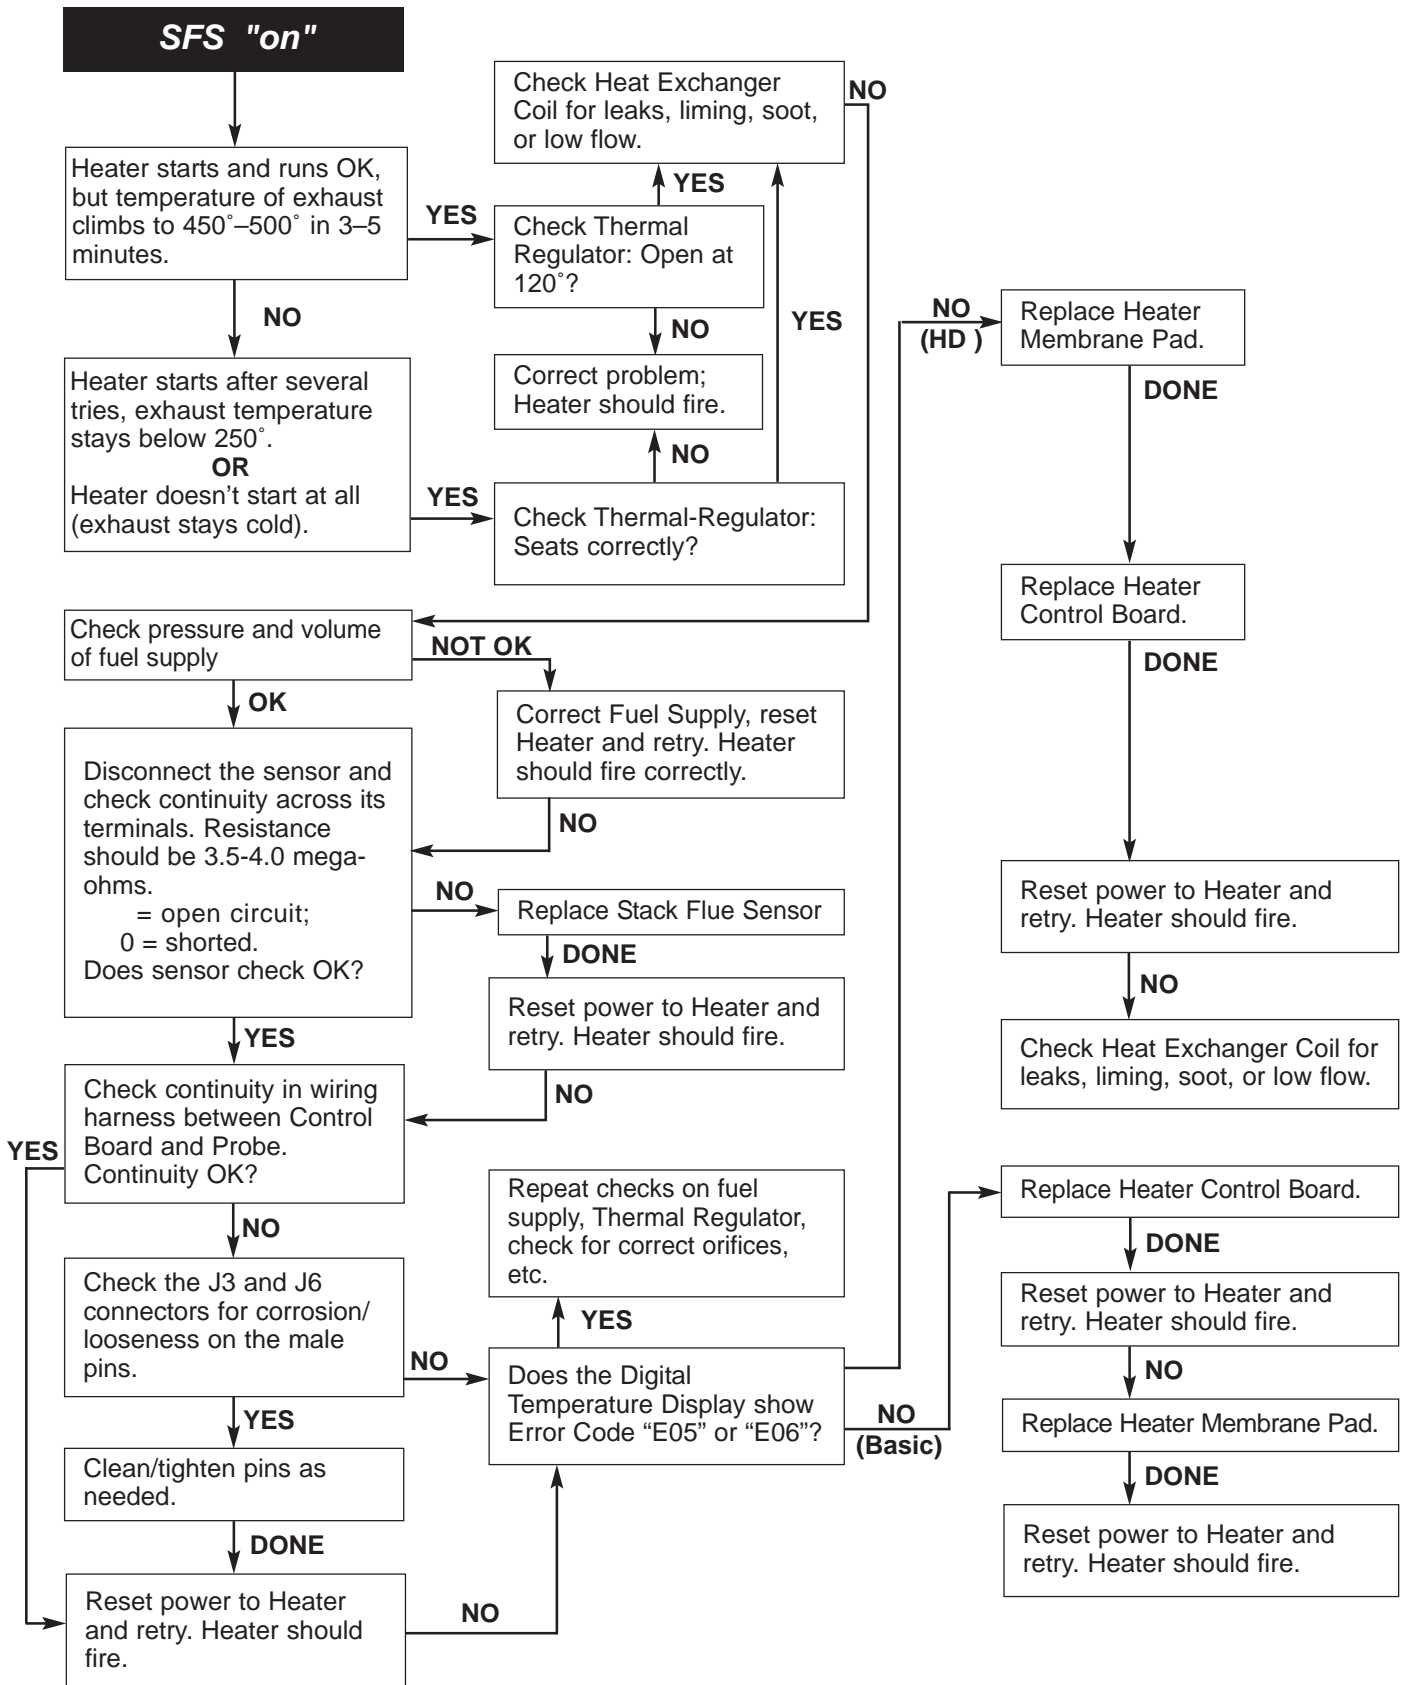 SFS "on"
Heater starts and runs OK,
but temperature of exhaust
climbs to 450˚–500˚ in 3–5
minutes.
YES
NO
Check Heat Exchanger
Coil for leaks, liming, soot,
or low flow.
NO
YES
Check Thermal
Regulator: Open at
120˚?
NO
YES
Correct problem;
Heater should fire.
NO
Heater starts after several
tries, exhaust temperature
stays below 250˚.
OR
Heater doesn't start at all
(exhaust stays cold).
YES
Check Thermal-Regulator:
Seats correctly?
Check pressure and volume
of fuel supply
NOT OK
OK
Correct Fuel Supply, reset
Heater and retry. Heater
should fire correctly.
NO
Disconnect the sensor and
check continuity across its
terminals. Resistance
should be 3.5-4.0 mega-
ohms.
= open circuit;
0 = shorted.
Does sensor check OK?
NO
Replace Stack Flue Sensor
DONE
Reset power to Heater and
retry. Heater should fire.
NO
YES
Check continuity in wiring
harness between Control
Board and Probe.
Continuity OK?
YES
NO
Check the J3 and J6
connectors for corrosion/
looseness on the male
pins.
NO
YES
Clean/tighten pins as
needed.
DONE
Reset power to Heater
and retry. Heater should
fire.
NO
Repeat checks on fuel
supply, Thermal Regulator,
check for correct orifices,
etc.
YES
Does the Digital
Temperature Display show
Error Code “E05” or “E06”?
NO
(HD )
Replace Heater
Membrane Pad.
DONE
Replace Heater
Control Board.
DONE
Reset power to Heater and
retry. Heater should fire.
NO
Check Heat Exchanger Coil for
leaks, liming, soot, or low flow.
NO
(Basic)
Replace Heater Control Board.
DONE
Reset power to Heater and
retry. Heater should fire.
NO
Replace Heater Membrane Pad.
DONE
Reset power to Heater and
retry. Heater should fire.